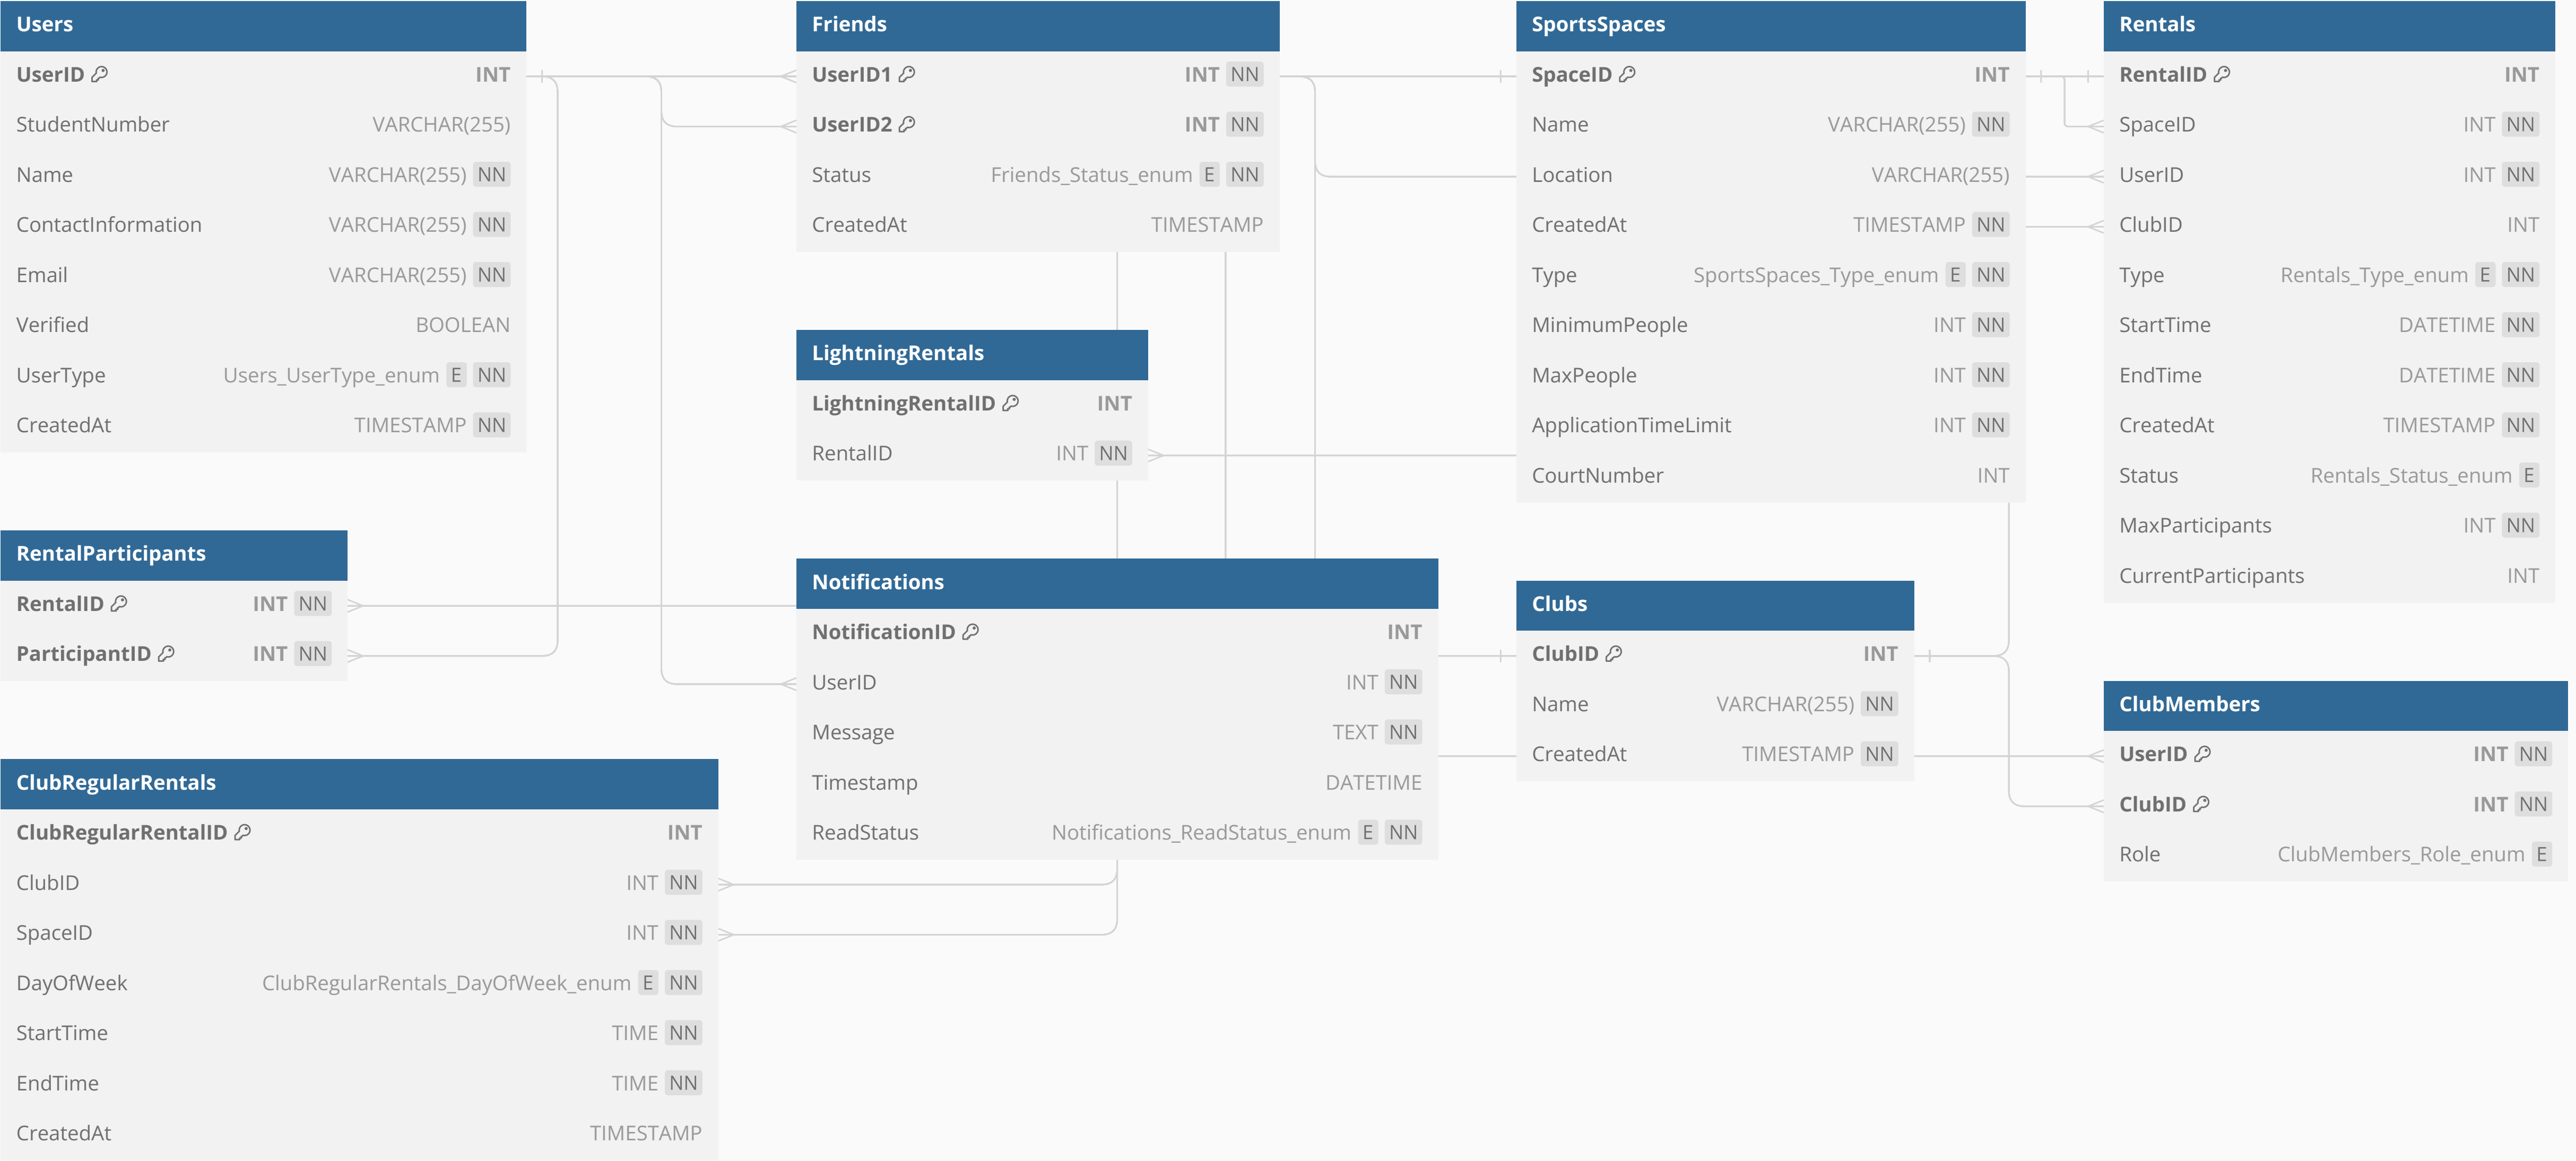 Users
UserID INT
StudentNumber VARCHAR(255)
Name VARCHAR(255) NN
ContactInformation VARCHAR(255) NN
Email VARCHAR(255) NN
Verified BOOLEAN
UserType Users_UserType_enum E NN
CreatedAt TIMESTAMP NN
RentalParticipants
RentalID INT NN
ParticipantID INT NN
ClubRegularRentals
ClubRegularRentalID INT
ClubID INT NN
SpaceID INT NN
DayOfWeek ClubRegularRentals_DayOfWeek_enum E NN
StartTime TIME NN
EndTime TIME NN
CreatedAt TIMESTAMP
Friends
UserID1 INT NN
UserID2 INT NN
Status Friends_Status_enum E NN
CreatedAt TIMESTAMP
LightningRentals
LightningRentalID INT
RentalID INT NN
Notifications
NotificationID INT
UserID INT NN
Message TEXT NN
Timestamp DATETIME
ReadStatus Notifications_ReadStatus_enum E NN
SportsSpaces
SpaceID INT
Name VARCHAR(255) NN
Location VARCHAR(255)
CreatedAt TIMESTAMP NN
Type SportsSpaces_Type_enum E NN
MinimumPeople INT NN
MaxPeople INT NN
ApplicationTimeLimit INT NN
CourtNumber INT
Clubs
ClubID INT
Name VARCHAR(255) NN
CreatedAt TIMESTAMP NN
Rentals
RentalID INT
SpaceID INT NN
UserID INT NN
ClubID INT
Type Rentals_Type_enum E NN
StartTime DATETIME NN
EndTime DATETIME NN
CreatedAt TIMESTAMP NN
Status Rentals_Status_enum E
MaxParticipants INT NN
CurrentParticipants INT
ClubMembers
UserID INT NN
ClubID INT NN
Role ClubMembers_Role_enum E